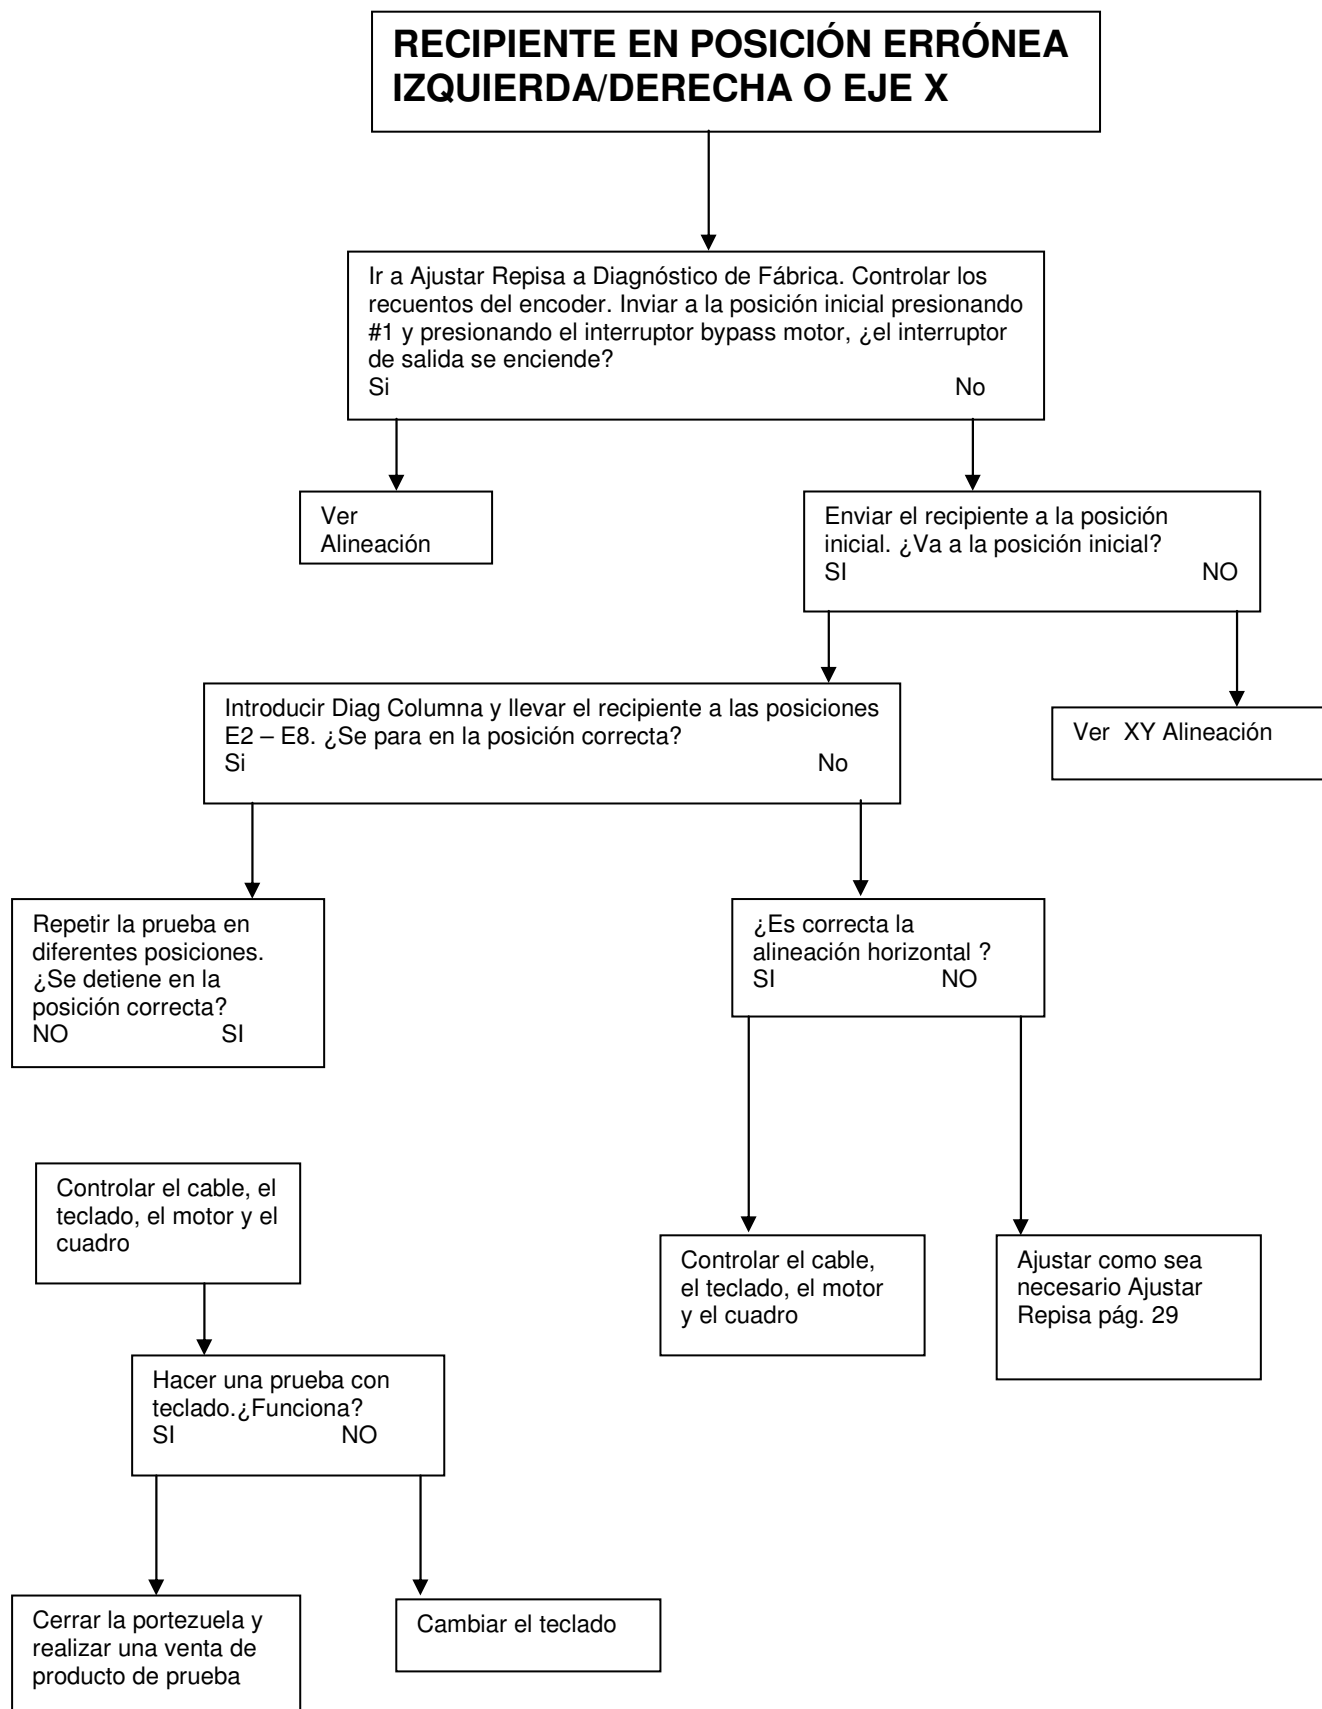 RECIPIENTE EN POSICIÓN ERRÓNEA
IZQUIERDA/DERECHA O EJE X
Ir a Ajustar Repisa a Diagnóstico de Fábrica. Controlar los
recuentos del encoder. Inviar a la posición inicial presionando
#1 y presionando el interruptor bypass motor, ¿el interruptor
de salida se enciende?
Si No
Ver
Alineación
Enviar el recipiente a la posición
inicial. ¿Va a la posición inicial?
SI NO
Introducir Diag Columna y llevar el recipiente a las posiciones
E2 – E8. ¿Se para en la posición correcta?
Si No
Ver XY Alineación
Repetir la prueba en
diferentes posiciones.
¿Se detiene en la
posición correcta?
NO SI
¿Es correcta la
alineación horizontal ?
SI NO
Controlar el cable, el
teclado, el motor y el
cuadro
Controlar el cable,
el teclado, el motor
y el cuadro
Ajustar como sea
necesario Ajustar
Repisa pág. 29
Hacer una prueba con
teclado.¿Funciona?
SI NO
Cerrar la portezuela y
realizar una venta de
producto de prueba
Cambiar el teclado